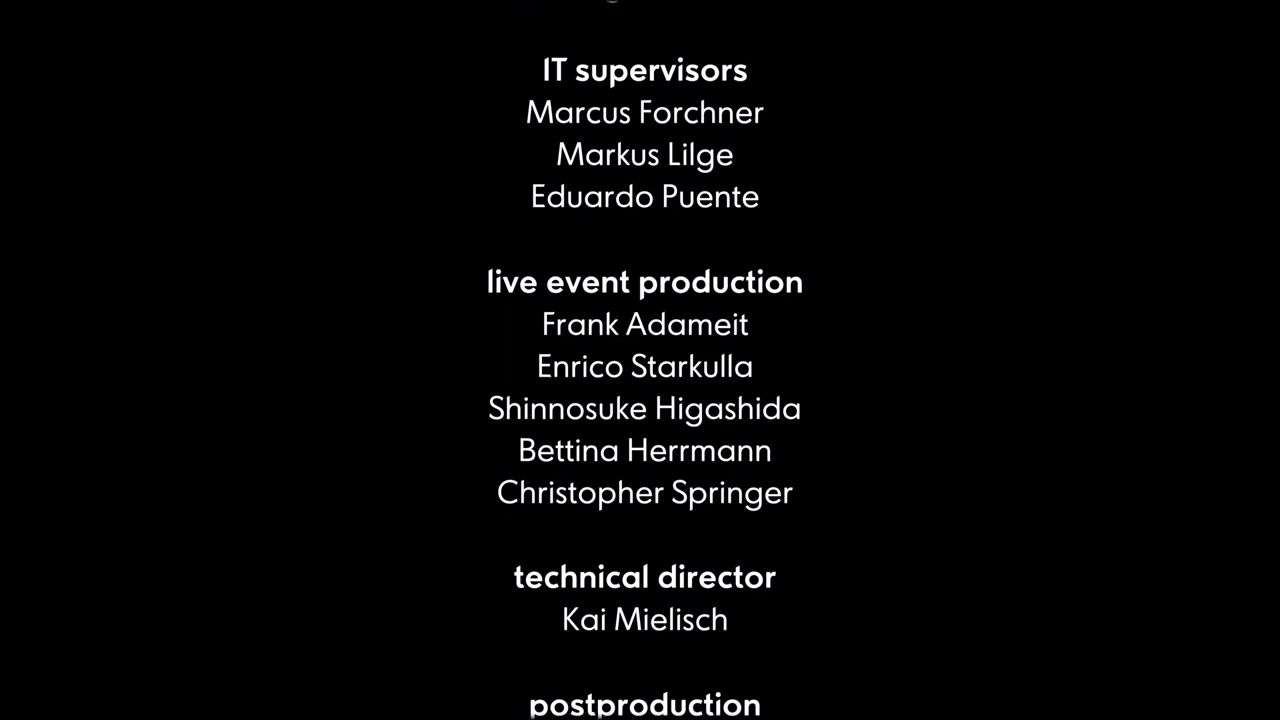 IT supervisors
Marcus Forchner
Markus Lilge
Eduardo Puente
live event production
Frank Adameit
Enrico Starkulla
Shinnosuke Higashida
Bettina Herrmann
Christopher Springer
technical director
Kai Mielisch
postproduction